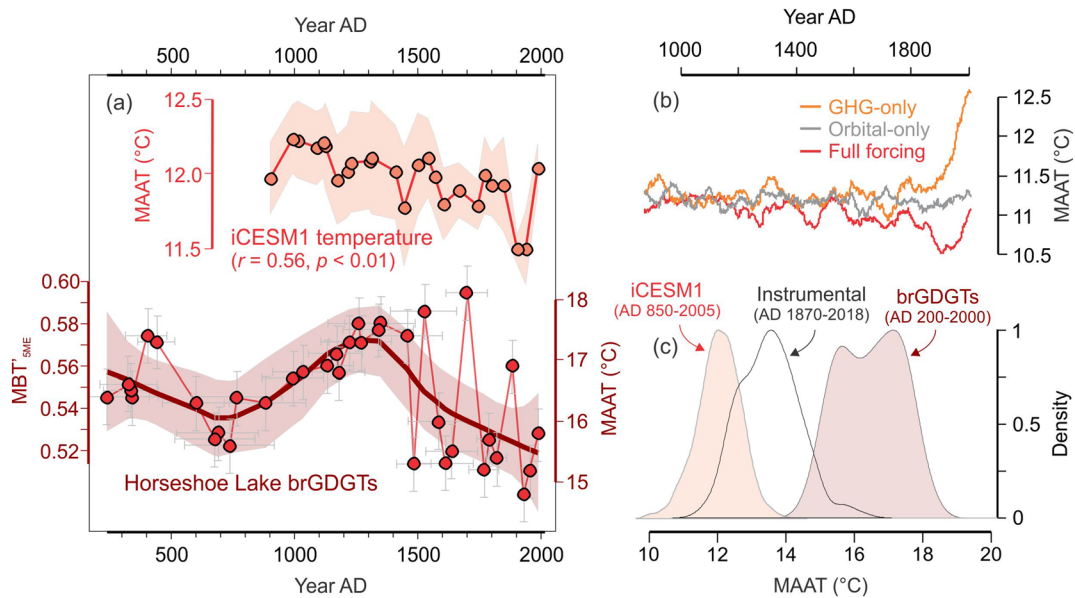 Year AD
500
1000
1500
2000
(a)
12.5
12.0
11.5
MAAT (°C)
iCESM1 temperature
(r = 0.56, p < 0.01)
0.60
0.58
0.56
0.54
0.52
MBT'5ME
18
17
16
15
MAAT (°C)
Horseshoe Lake brGDGTs
500
1000
1500
2000
Year AD
Year AD
1000
1400
1800
(b)
GHG-only
Orbital-only
Full forcing
12.5
12
11.5
11
10.5
MAAT (°C)
iCESM1
(AD 850-2005)
Instrumental
(AD 1870-2018)
brGDGTs
(AD 200-2000)
(c)
1
0.5
0
Density
10
12
14
16
18
20
MAAT (°C)